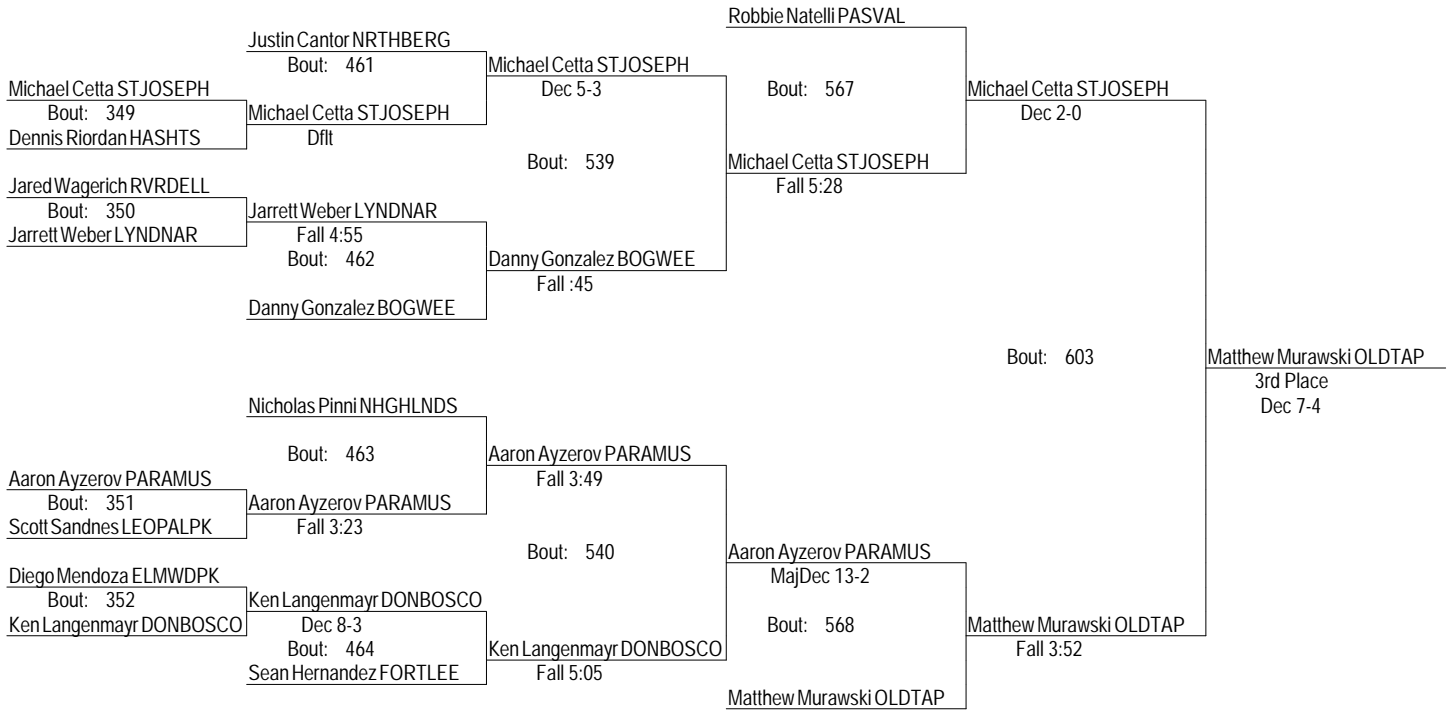 Robbie Natelli PASVAL
Justin Cantor NRTHBERG
Bout: 461
Michael Cetta STJOSEPH
Dec 5-3
Michael Cetta STJOSEPH
Bout: 349
Dennis Riordan HASHTS
Michael Cetta STJOSEPH
Dflt
Bout: 567
Michael Cetta STJOSEPH
Dec 2-0
Bout: 539
Michael Cetta STJOSEPH
Fall 5:28
Jared Wagerich RVRDELL
Bout: 350
Jarrett Weber LYNDNAR
Jarrett Weber LYNDNAR
Fall 4:55
Bout: 462
Danny Gonzalez BOGWEE
Fall :45
Danny Gonzalez BOGWEE
Bout: 603
Matthew Murawski OLDTAP
3rd Place
Dec 7-4
Nicholas Pinni NHGHLNDS
Bout: 463
Aaron Ayzerov PARAMUS
Fall 3:49
Aaron Ayzerov PARAMUS
Bout: 351
Scott Sandnes LEOPALPK
Aaron Ayzerov PARAMUS
Fall 3:23
Bout: 540
Aaron Ayzerov PARAMUS
MajDec 13-2
Diego Mendoza ELMWDPK
Bout: 352
Ken Langenmayr DONBOSCO
Ken Langenmayr DONBOSCO
Dec 8-3
Bout: 464
Sean Hernandez FORTLEE
Ken Langenmayr DONBOSCO
Fall 5:05
Bout: 568
Matthew Murawski OLDTAP
Fall 3:52
Matthew Murawski OLDTAP